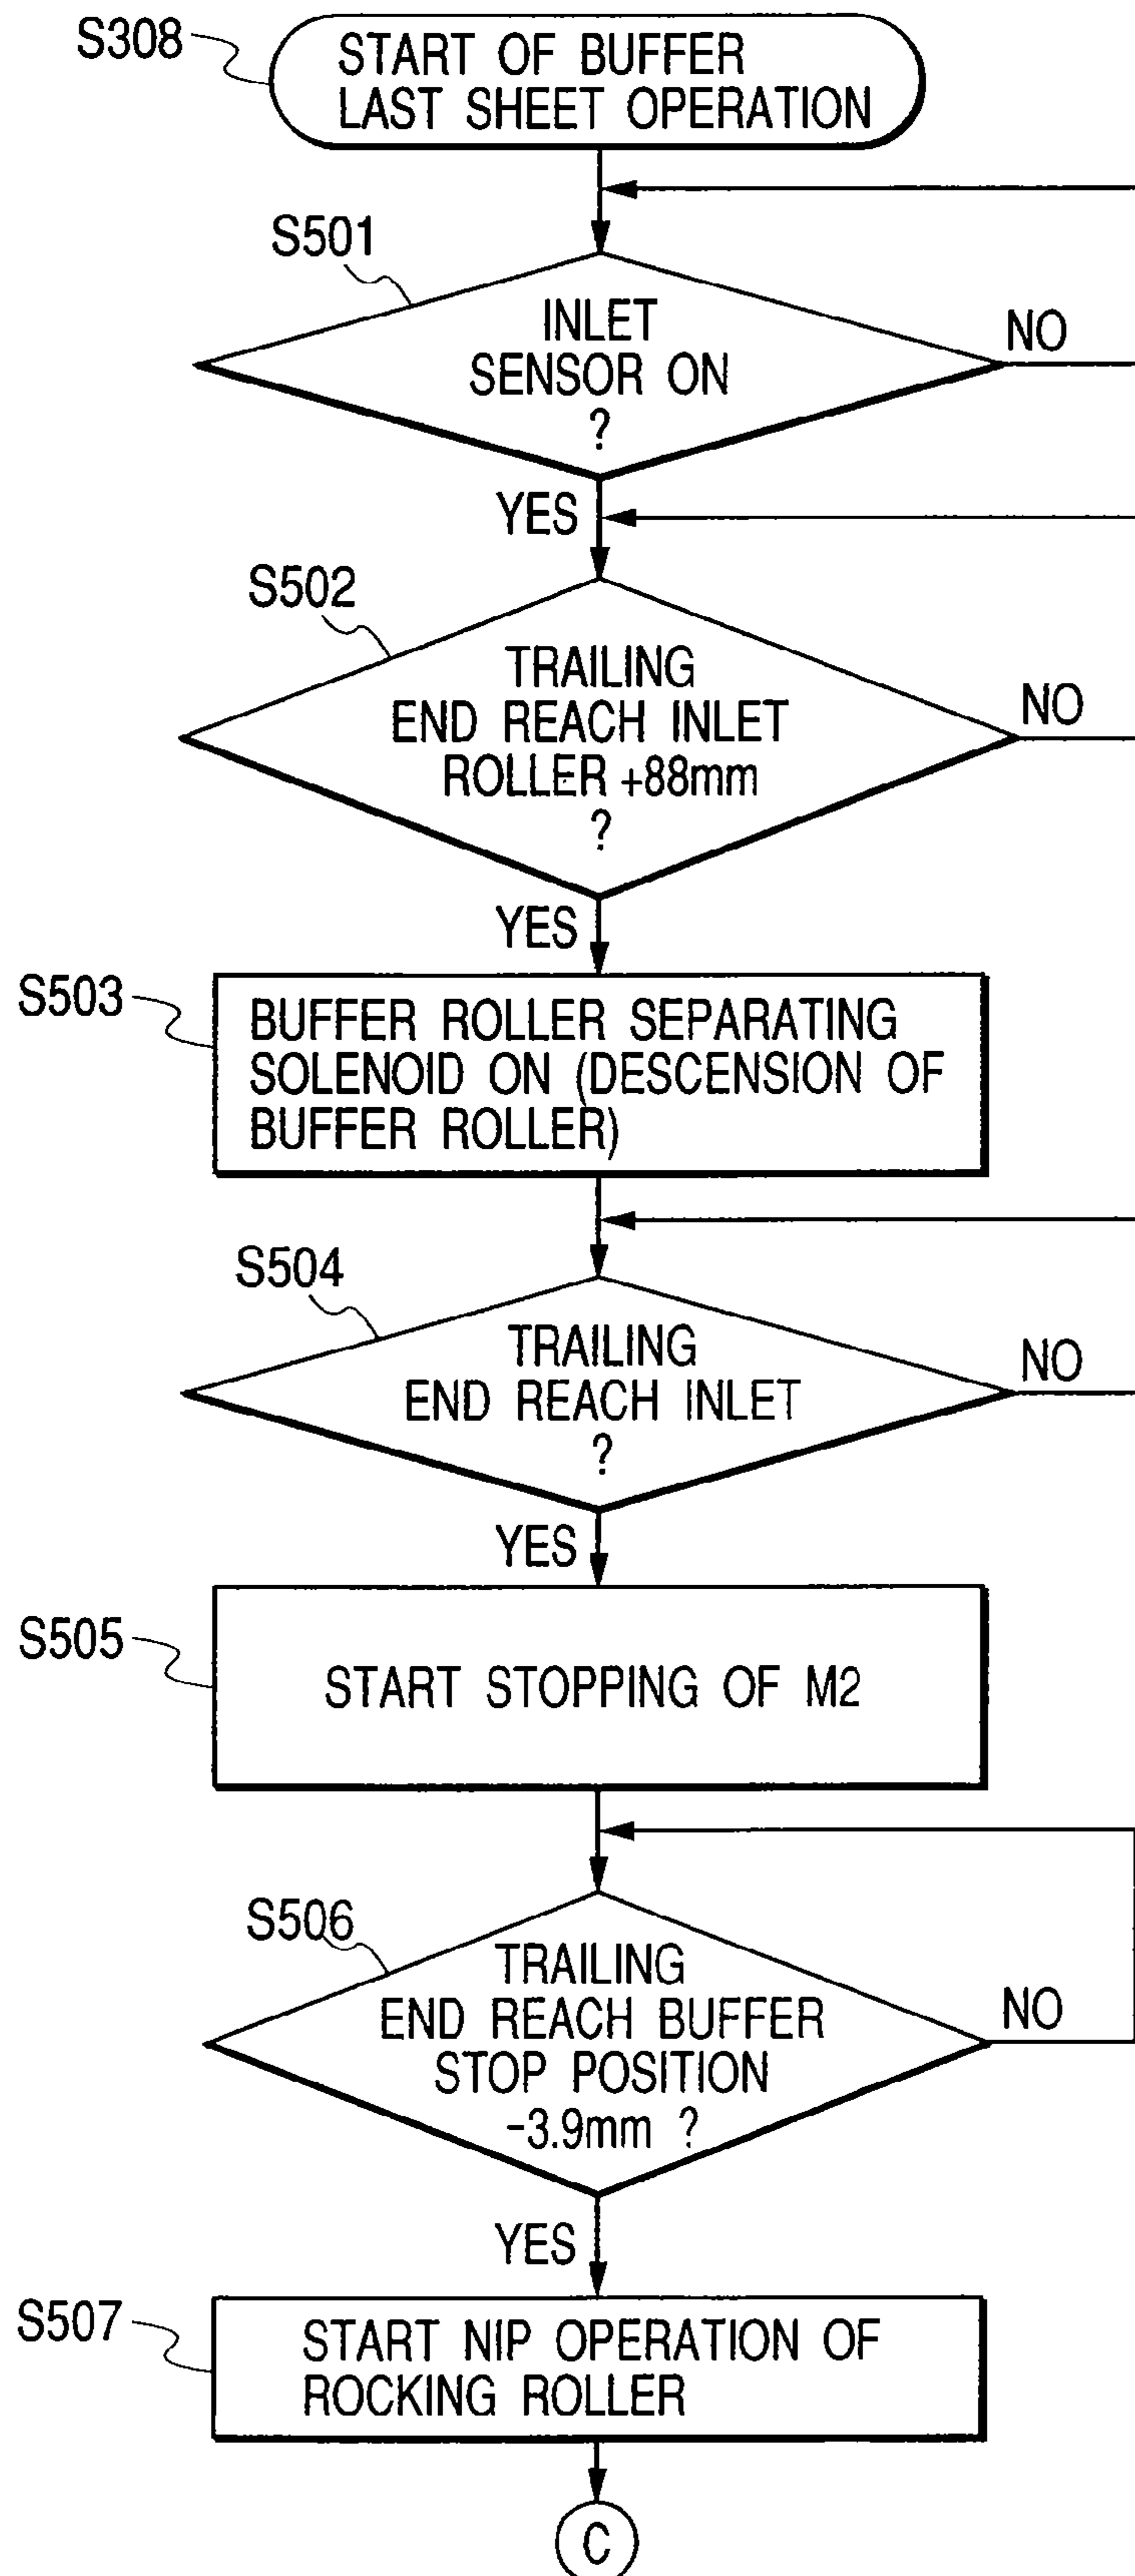 S308
START OF BUFFER
LAST SHEET OPERATION
S501
INLET
SENSOR ON
?
NO
YES
S502
TRAILING
END REACH INLET
ROLLER +88mm
?
NO
YES
S503
BUFFER ROLLER SEPARATING
SOLENOID ON (DESCENSION OF
BUFFER ROLLER)
S504
TRAILING
END REACH INLET
?
NO
YES
S505
START STOPPING OF M2
S506
TRAILING
END REACH BUFFER
STOP POSITION
-3.9mm ?
NO
YES
S507
START NIP OPERATION OF
ROCKING ROLLER
C